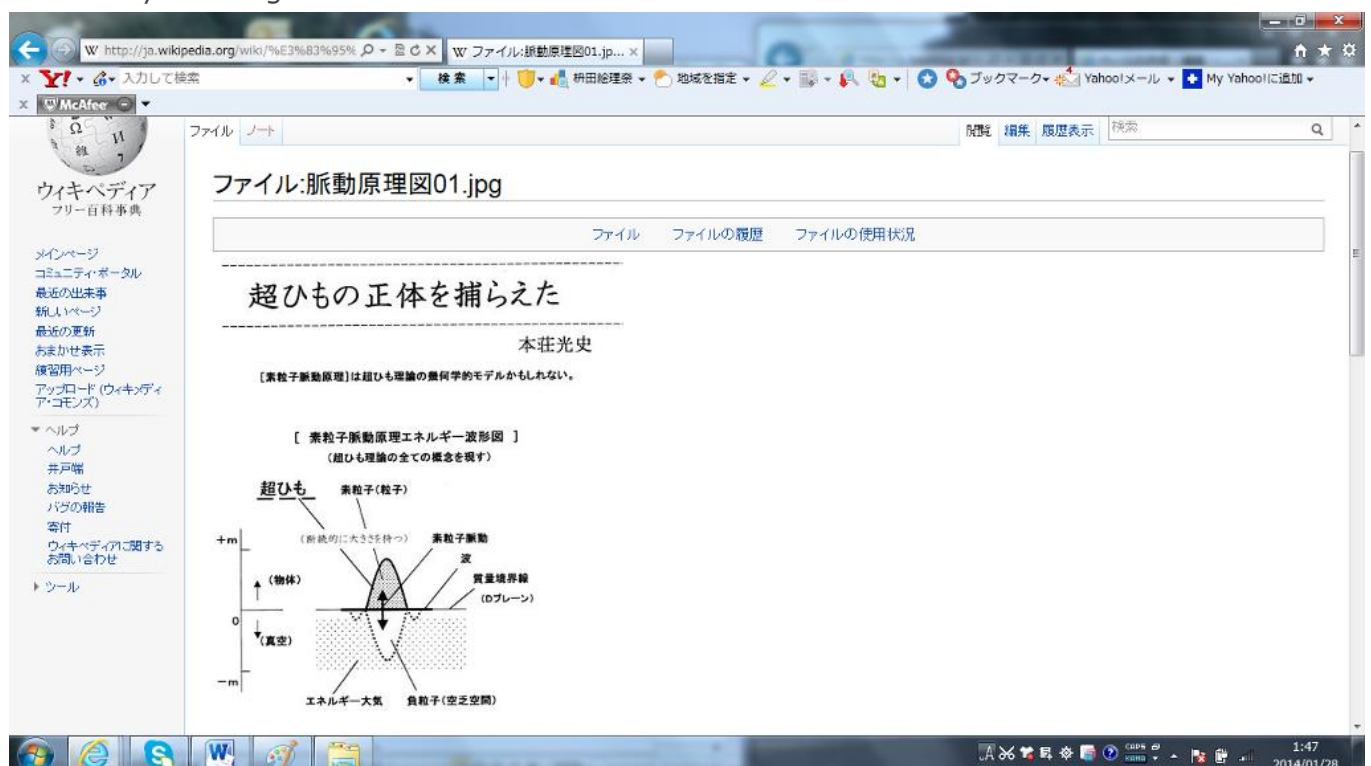 http://ja.wikipedia.org/wiki/%E3%83%95%
ファイル:脈動原理図01.jp...
Y! 入力して検索 検索 枡田絵理奈 地域を指定 ブックマーク 4 Yahoo!メール My Yahoo!に追加
McAfee
ファイル ノート 閲覧 編集 履歴表示 検索
ウィキペディア
フリー百科事典
ファイル:脈動原理図01.jpg
ファイル ファイルの履歴 ファイルの使用状況
メインページ
コミュニティ・ポータル
最近の出来事
新しいページ
最近の更新
おまかせ表示
練習用ページ
アップロード (ウィキメディ
ア・コモンズ)
ヘルプ
ヘルプ
井戸端
お知らせ
バグの報告
寄付
ウィキペディアに関する
お問い合わせ
ツール
超ひもの正体を捕らえた
本荘光史
[素粒子脈動原理]は超ひも理論の幾何学的モデルかもしれない。
[ 素粒子脈動原理エネルギー波形図 ]
(超ひも理論の全ての概念を現す)
超ひも 素粒子(粒子)
+m (断続的に大きさを持つ) 素粒子脈動
波
(物体) 質量境界線
(Dブレーン)
0
(真空)
-m
エネルギー大気 負粒子(空乏空間)
W
A CAPS KANA 1:47
2014/01/28